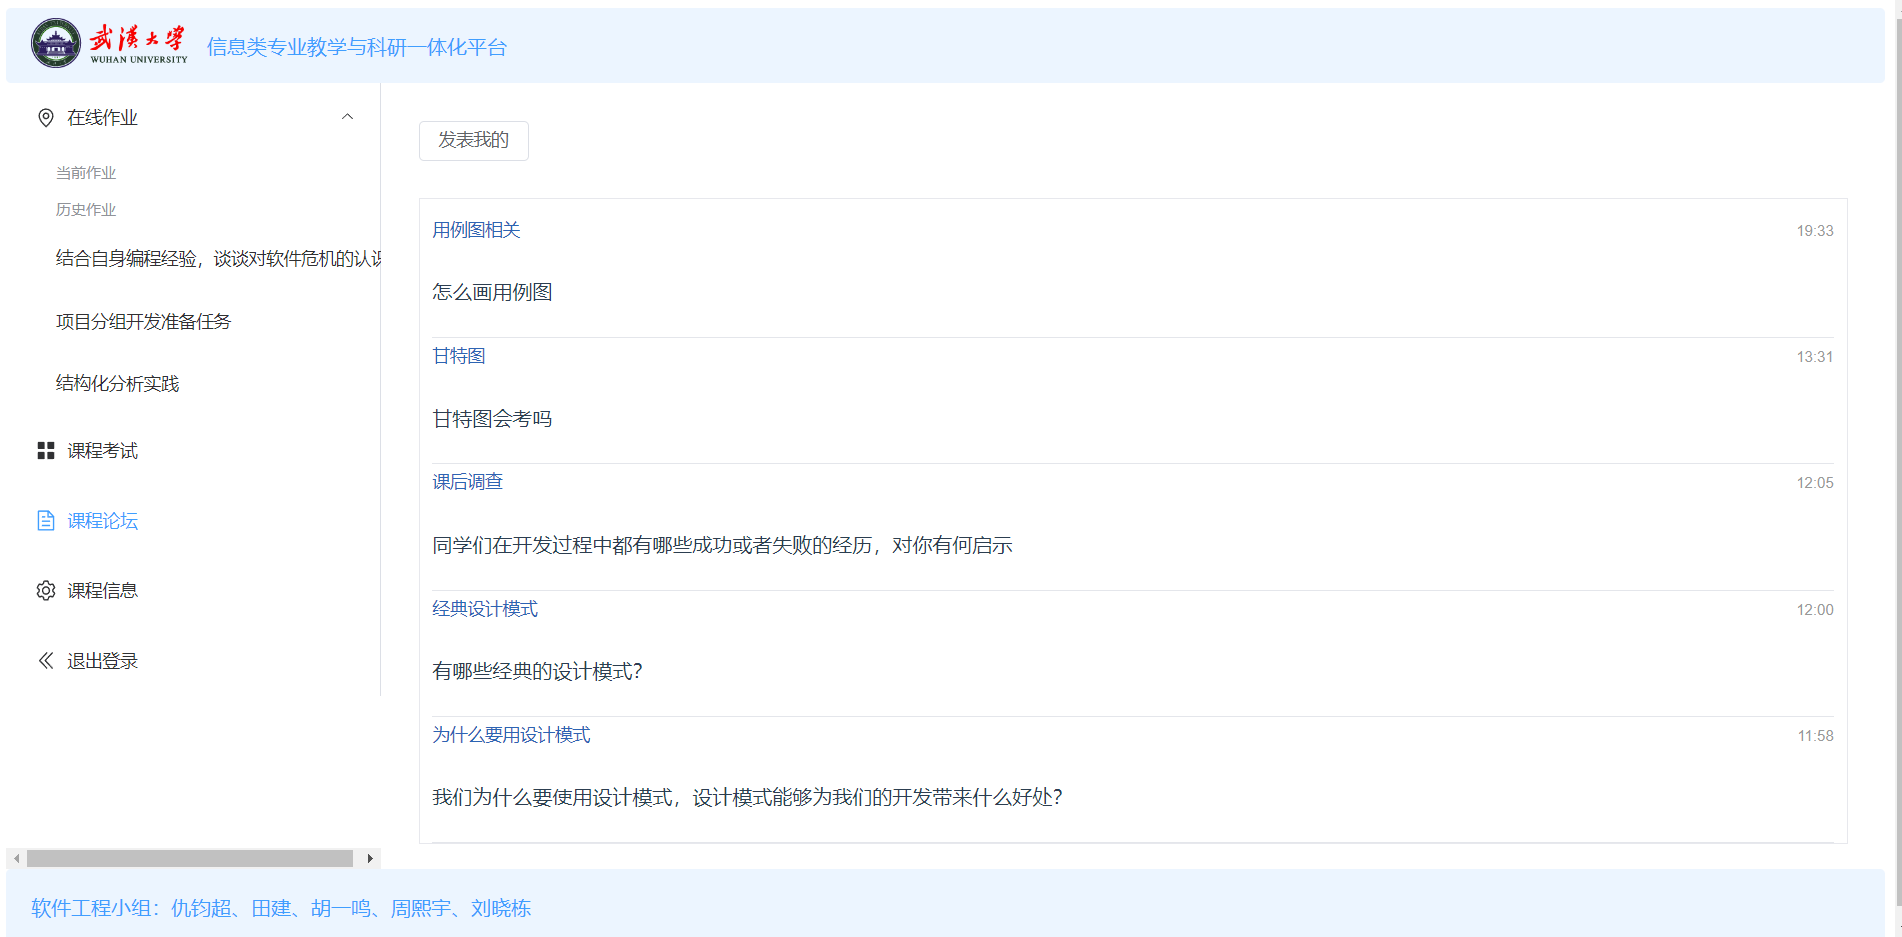 武漢大學
WUHAN UNIVERSITY
信息类专业教学与科研一体化平台
在线作业
当前作业
历史作业
结合自身编程经验，谈谈对软件危机的认识
项目分组开发准备任务
结构化分析实践
课程考试
课程论坛
课程信息
退出登录
发表我的
用例图相关 19:33
怎么画用例图
甘特图 13:31
甘特图会考吗
课后调查 12:05
同学们在开发过程中都有哪些成功或者失败的经历，对你有何启示
经典设计模式 12:00
有哪些经典的设计模式?
为什么要用设计模式 11:58
我们为什么要使用设计模式，设计模式能够为我们的开发带来什么好处?
软件工程小组：仇钧超、田建、胡一鸣、周熙宇、刘晓栋